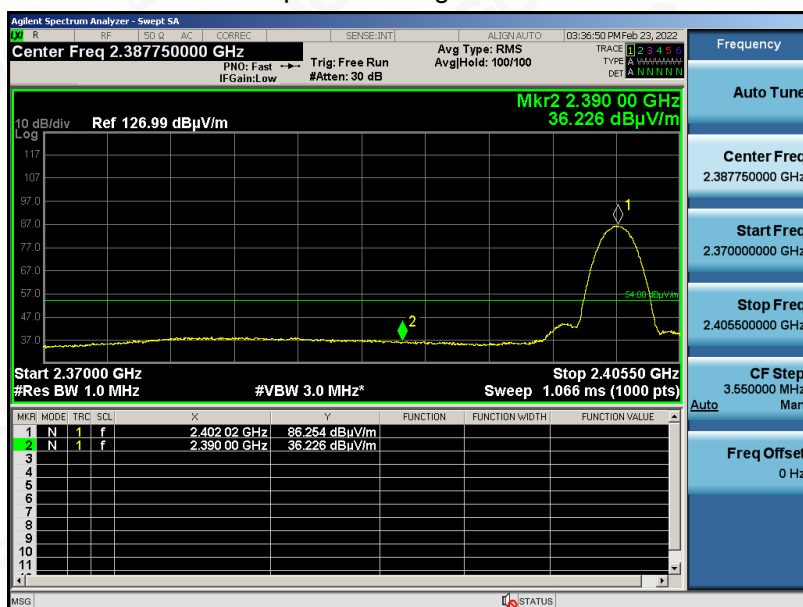 Agilent Spectrum Analyzer - Swept SA
LXI R RF 50 Ω AC CORREC SENSE:INT ALIGN AUTO 03:36:50 PM Feb 23, 2022
Center Freq 2.387750000 GHz
PNO: Fast
IFGain:Low
Trig: Free Run
#Atten: 30 dB
Avg Type: RMS
Avg|Hold: 100/100
TRACE 1 2 3 4 5 6
TYPE A
DET A N N N N N
Mkr2 2.390 00 GHz
36.226 dBµV/m
10 dB/div Ref 126.99 dBµV/m
Log
117
107
97.0
87.0
77.0
67.0
57.0
47.0
37.0
1
54.00 dBµV/m
2
Start 2.37000 GHz Stop 2.40550 GHz
#Res BW 1.0 MHz #VBW 3.0 MHz* Sweep 1.066 ms (1000 pts)
MKR MODE TRC SCL X Y FUNCTION FUNCTION WIDTH FUNCTION VALUE
1 N 1 f 2.402 02 GHz 86.254 dBµV/m
2 N 1 f 2.390 00 GHz 36.226 dBµV/m
3
4
5
6
7
8
9
10
11
MSG STATUS
Frequency
Auto Tune
Center Freq
2.387750000 GHz
Start Freq
2.370000000 GHz
Stop Freq
2.405500000 GHz
CF Step
3.550000 MHz
Auto Man
Freq Offset
0 Hz